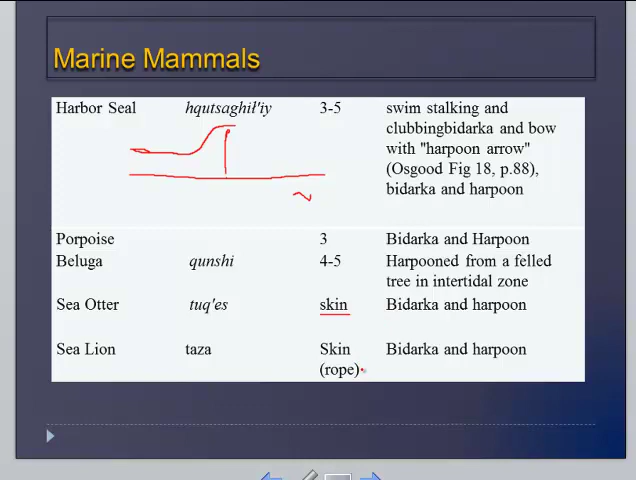 Marine Mammals
Harbor Seal hqutsaghił'iy 3-5 swim stalking and
clubbingbidarka and bow
with "harpoon arrow"
(Osgood Fig 18, p.88),
bidarka and harpoon
Porpoise 3 Bidarka and Harpoon
Beluga qunshi 4-5 Harpooned from a felled
tree in intertidal zone
Sea Otter tuq'es skin Bidarka and harpoon
Sea Lion taza Skin Bidarka and harpoon
(rope)